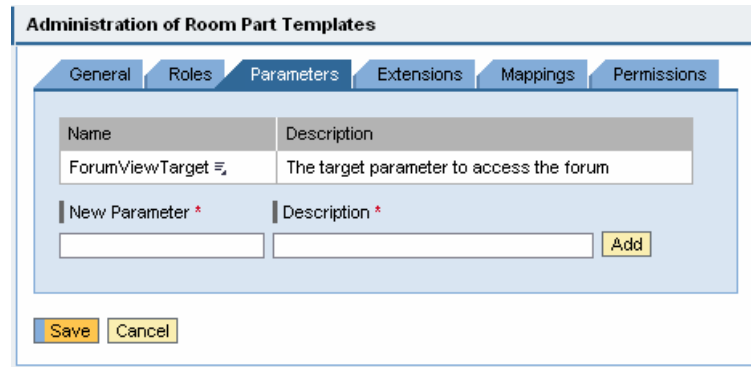 Administration of Room Part Templates
General Roles Parameters Extensions Mappings Permissions
Name Description
ForumViewTarget The target parameter to access the forum
New Parameter * Description *
Add
Save Cancel